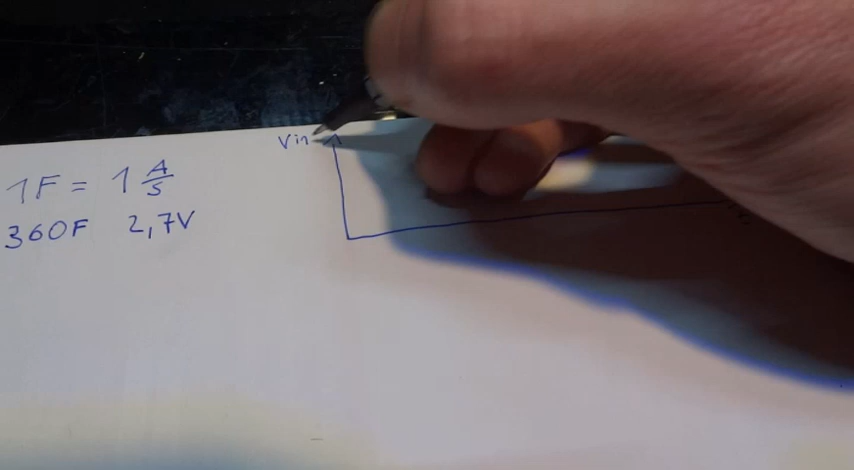 1F = 1 A/S
360F 2,7V
Vin